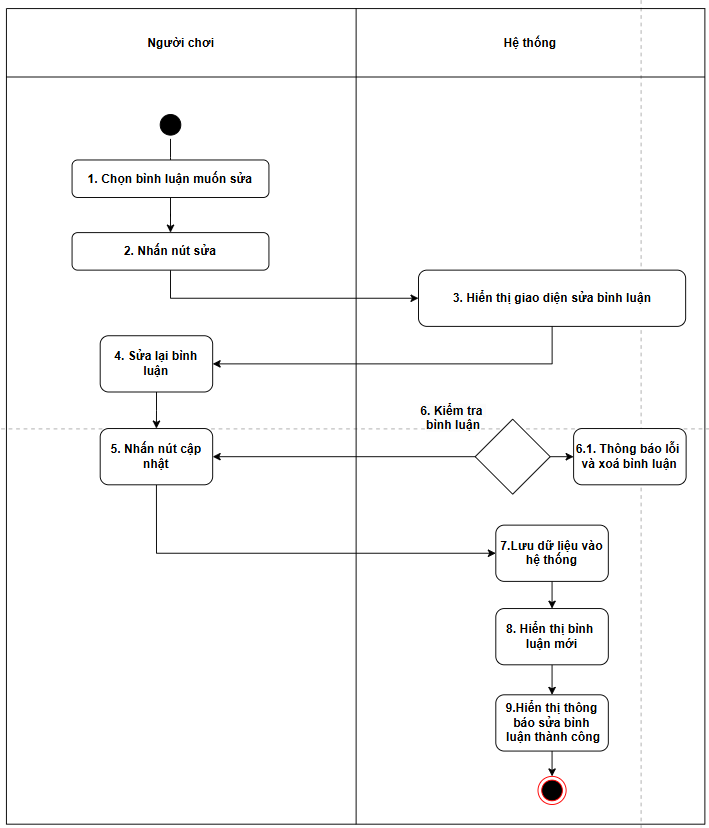 Người chơi
Hệ thống
1. Chọn bình luận muốn sửa
2. Nhấn nút sửa
3. Hiển thị giao diện sửa bình luận
4. Sửa lại bình
luận
6. Kiểm tra
bình luận
5. Nhấn nút cập
nhật
6.1. Thông báo lỗi
và xoá bình luận
7.Lưu dữ liệu vào
hệ thống
8. Hiển thị bình
luận mới
9.Hiển thị thông
báo sửa bình
luận thành công